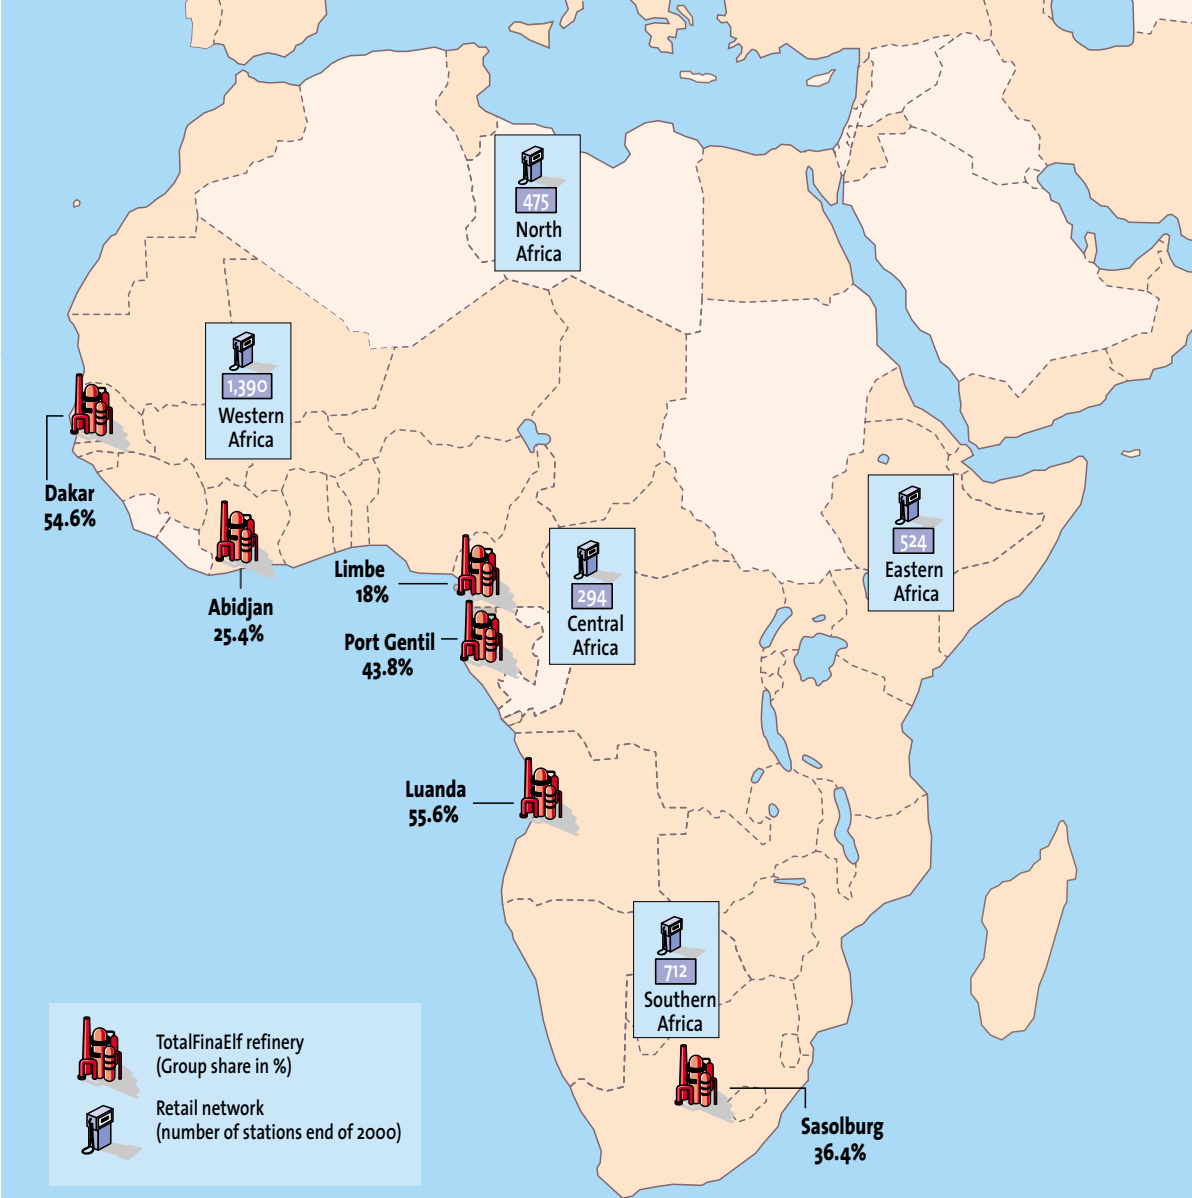 475
North
Africa
1,390
Western
Africa
Dakar
54.6%
Abidjan
25.4%
Limbe
18%
Port Gentil
43.8%
294
Central
Africa
524
Eastern
Africa
Luanda
55.6%
712
Southern
Africa
Sasolburg
36.4%
TotalFinaElf refinery
(Group share in %)
Retail network
(number of stations end of 2000)